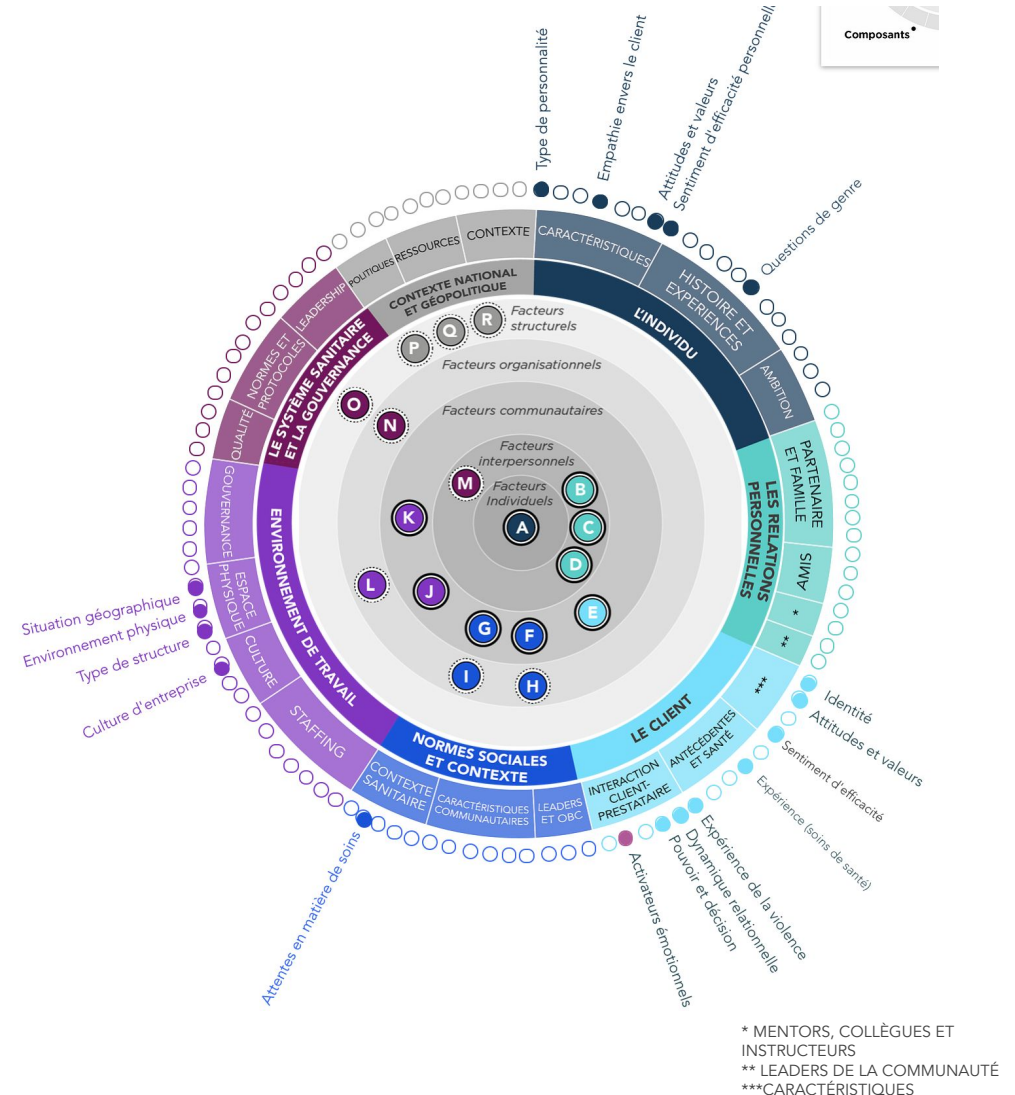 Composants
Type de personnalité
Empathie envers le client
Attitudes et valeurs
Sentiment d'efficacité personnell
Questions de genre
POLITIQUES
RESSOURCES
CONTEXTE
CARACTÉRISTIQUES
HISTOIRE ET
EXPERIENCES
AMBITION
CONTEXTE NATIONAL
ET GÉOPOLITIQUE
L'INDIVIDU
LEADERSHIP
NORMES ET
PROTOCOLES
QUALITÉ
LE SYSTÈME SANITAIRE
ET LA GOUVERNANCE
Facteurs
structurels
Facteurs organisationnels
Facteurs communautaires
Facteurs
interpersonnels
Facteurs
Individuels
R
Q
P
O
N
M
B
K
A
C
D
L
J
E
G
F
I
H
PARTENAIRE
ET FAMILLE
AMIS
*
**
***
LES RELATIONS
PERSONNELLES
GOUVERNANCE
ESPACE
PHYSIQUE
CULTURE
STAFFING
ENVIRONNEMENT DE TRAVAIL
Situation géographique
Environnement physique
Type de structure
Culture d'entreprise
LE CLIENT
ANTÉCÉDENTES
ET SANTÉ
INTERACTION
CLIENT-
PRESTATAIRE
NORMES SOCIALES
ET CONTEXTE
CONTEXTE
SANITAIRE
CARACTÉRISTIQUES
COMMUNAUTAIRES
LEADERS
ET OBC
Identité
Attitudes et valeurs
Sentiment d'efficacité
Expérience (soins de santé)
Expérience de la violence
Dynamique relationnelle
Pouvoir et décision
Activateurs émotionnels
Attentes en matière de soins
* MENTORS, COLLÈGUES ET
INSTRUCTEURS
** LEADERS DE LA COMMUNAUTÉ
***CARACTÉRISTIQUES